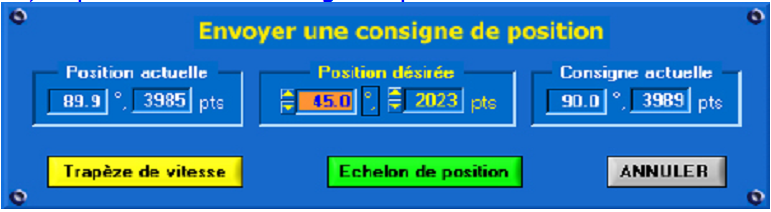 Envoyer une consigne de position
Position actuelle Position désirée Consigne actuelle
89.9 °, 3985 pts 45.0 °, 2023 pts 90.0 °, 3989 pts
Trapèze de vitesse Echelon de position ANNULER